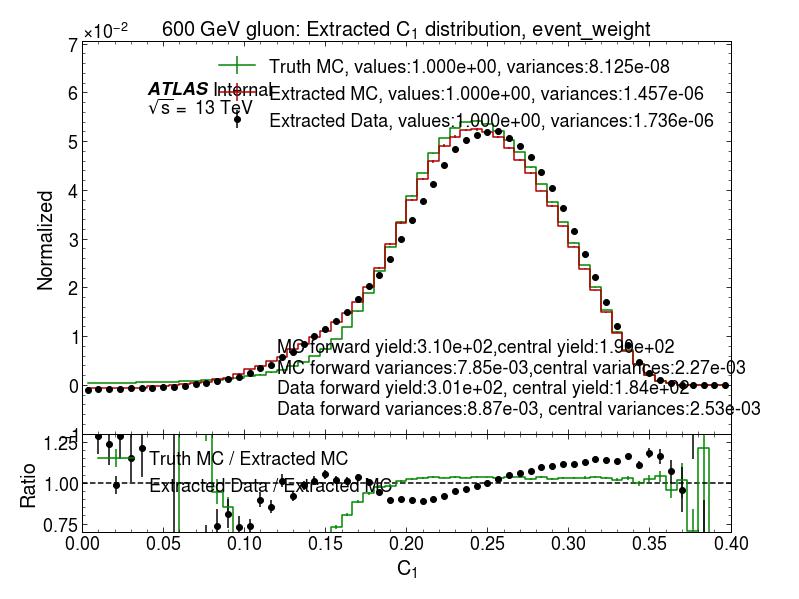 600 GeV gluon: Extracted C₁ distribution, event_weight
×10⁻²
7
6
5
4
3
2
1
0
1
Normalized
ATLAS Internal
√s = 13 TeV
Truth MC, values:1.000e+00, variances:8.125e-08
Extracted MC, values:1.000e+00, variances:1.457e-06
Extracted Data, values:1.000e+00, variances:1.736e-06
MC forward yield:3.10e+02,central yield:1.90e+02
MC forward variances:7.85e-03,central variances:2.27e-03
Data forward yield:3.01e+02, central yield:1.84e+02
Data forward variances:8.87e-03, central variances:2.53e-03
1.25
1.00
0.75
Ratio
Truth MC / Extracted MC
Extracted Data / Extracted MC
0.00 0.05 0.10 0.15 0.20 0.25 0.30 0.35 0.40
C₁